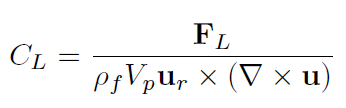 C_L = \frac{\mathbf{F}_L}{\rho_f V_p \mathbf{u}_r \times (\nabla \times \mathbf{u})}